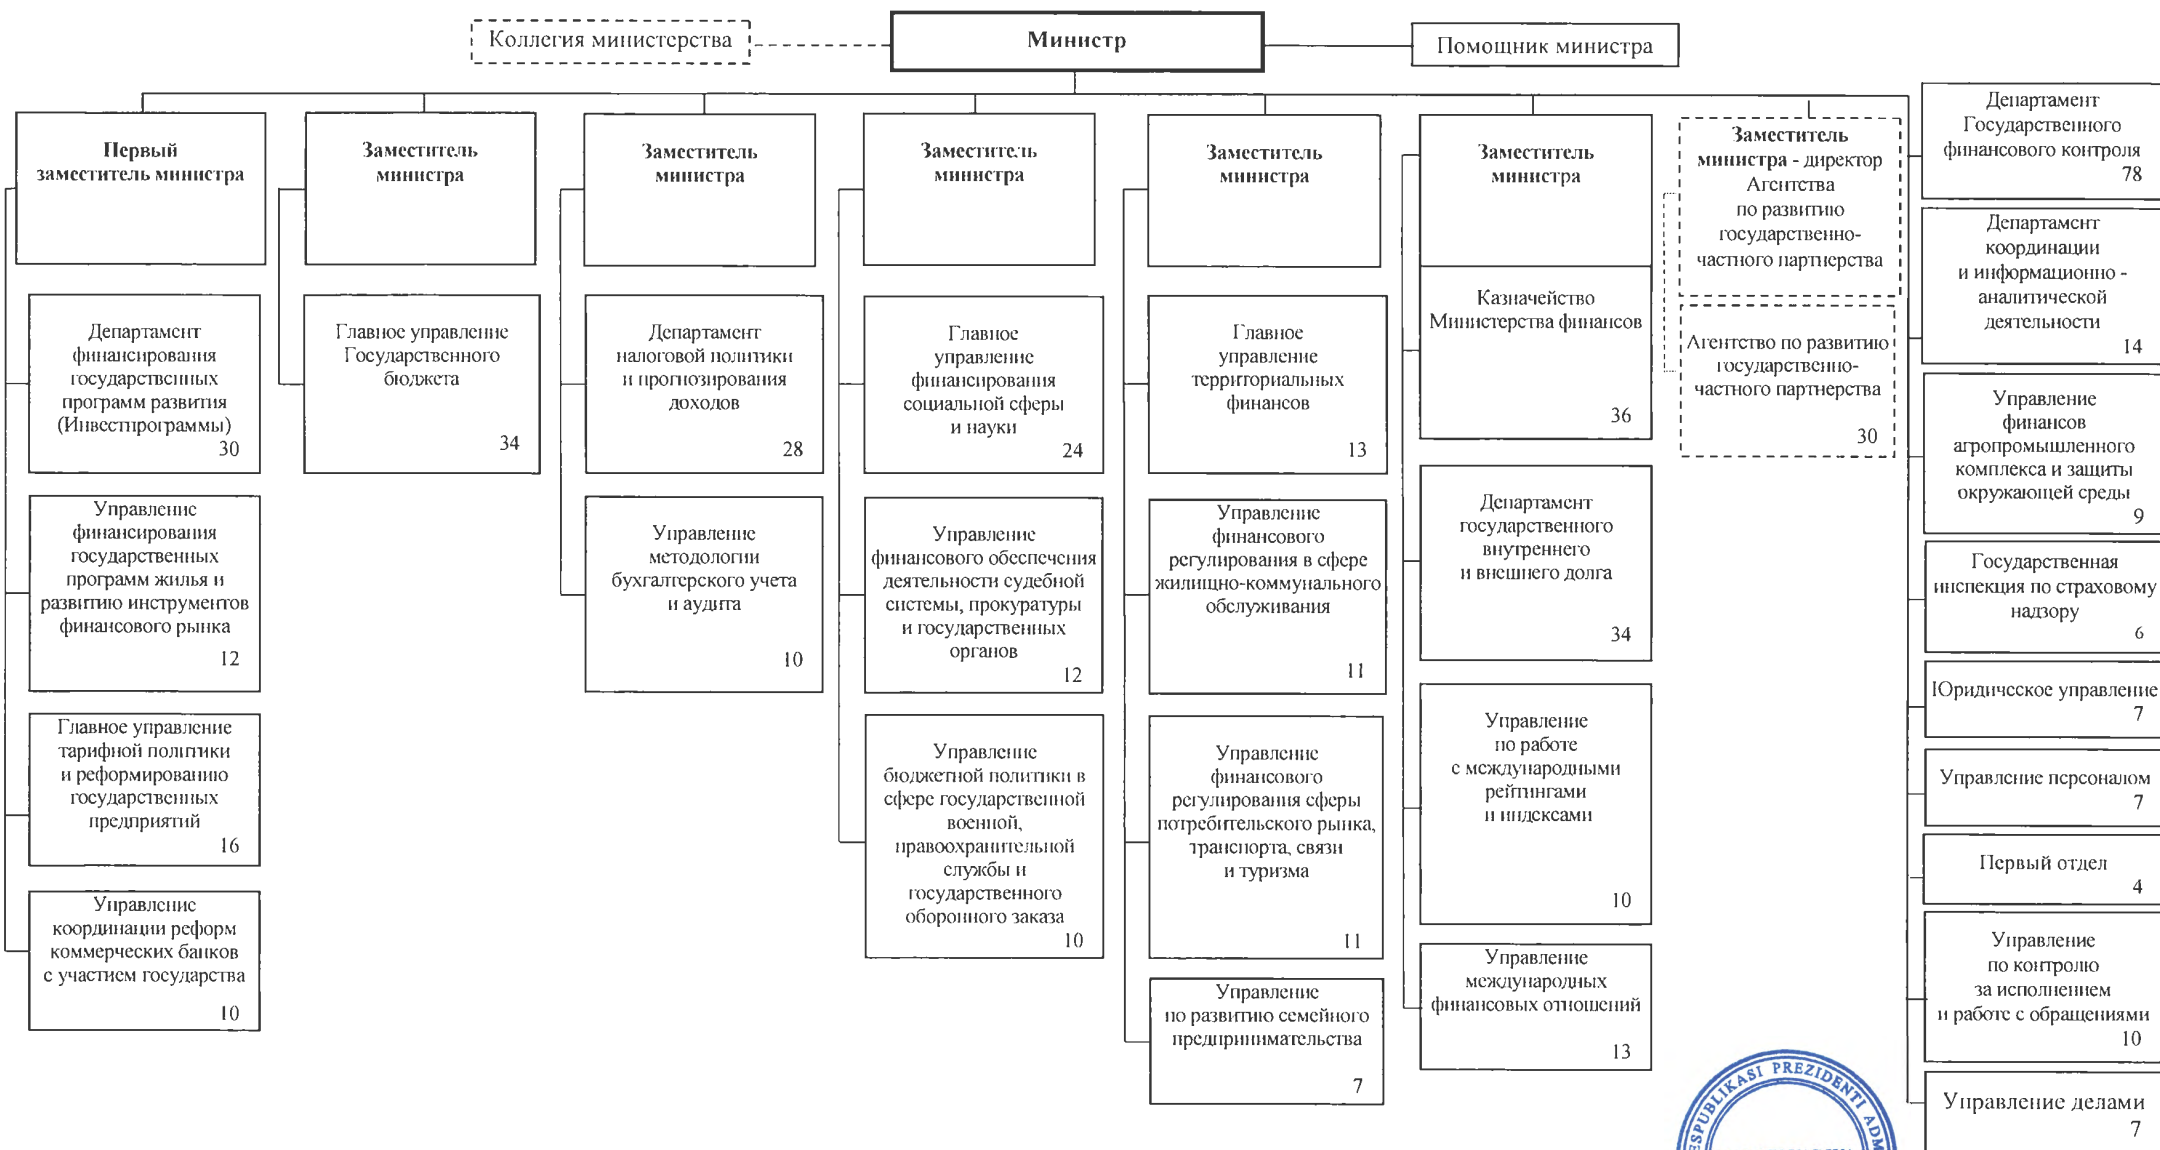 Коллегия министерства
Министр
Помощник министра
Первый
заместитель министра
Департамент
финансирования
государственных
программ развития
(Инвестпрограммы)
30
Управление
финансирования
государственных
программ жилья и
развитию инструментов
финансового рынка
12
Главное управление
тарифной политики
и реформированию
государственных
предприятий
16
Управление
координации реформ
коммерческих банков
с участием государства
10
Заместитель
министра
Главное управление
Государственного
бюджета
34
Заместитель
министра
Департамент
налоговой политики
и прогнозирования
доходов
28
Управление
методологии
бухгалтерского учета
и аудита
10
Заместитель
министра
Главное
управление
финансирования
социальной сферы
и науки
24
Управление
финансового обеспечения
деятельности судебной
системы, прокуратуры
и государственных
органов
12
Управление
бюджетной политики в
сфере государственной
военной,
правоохранительной
службы и
государственного
оборонного заказа
10
Заместитель
министра
Главное
управление
территориальных
финансов
13
Управление
финансового
регулирования в сфере
жилищно-коммунального
обслуживания
11
Управление
финансового
регулирования сферы
потребительского рынка,
транспорта, связи
и туризма
11
Управление
по развитию семейного
предпринимательства
7
Заместитель
министра
Казначейство
Министерства финансов
36
Департамент
государственного
внутреннего
и внешнего долга
34
Управление
по работе
с международными
рейтингами
и индексами
10
Управление
международных
финансовых отношений
13
Заместитель
министра - директор
Агентства
по развитию
государственно-
частного партнерства
Агентство по развитию
государственно-
частного партнерства
30
Департамент
Государственного
финансового контроля
78
Департамент
координации
и информационно -
аналитической
деятельности
14
Управление
финансов
агропромышленного
комплекса и защиты
окружающей среды
9
Государственная
инспекция по страховому
надзору
6
Юридическое управление
7
Управление персоналом
7
Первый отдел
4
Управление
по контролю
за исполнением
и работе с обращениями
10
Управление делами
7
ESPUBLIKASI PREZIDENTI ADM